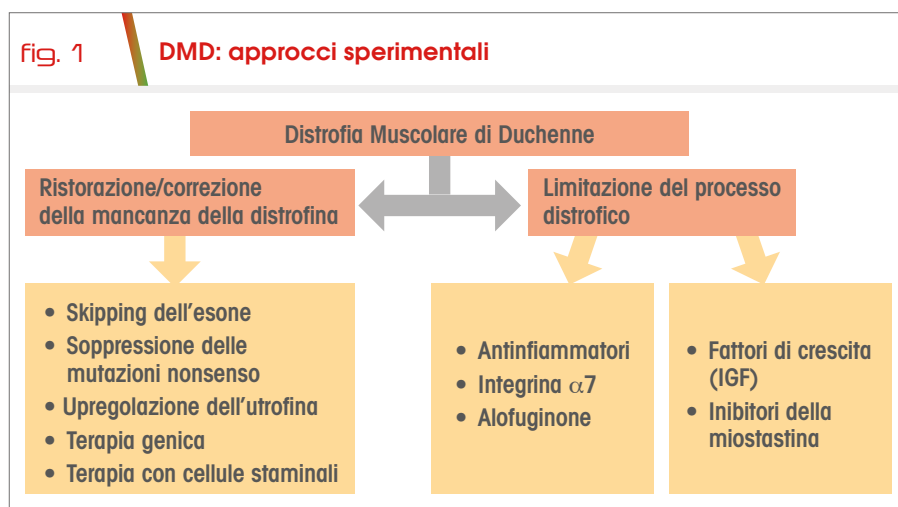 fig. 1
DMD: approcci sperimentali
Distrofia Muscolare di Duchenne
Ristorazione/correzione
della mancanza della distrofina
Limitazione del processo
distrofico
• Skipping dell'esone
• Soppressione delle
mutazioni nonsenso
• Upregolazione dell'utrofina
• Terapia genica
• Terapia con cellule staminali
• Antinfiammatori
• Integrina α7
• Alofuginone
• Fattori di crescita
(IGF)
• Inibitori della
miostastina